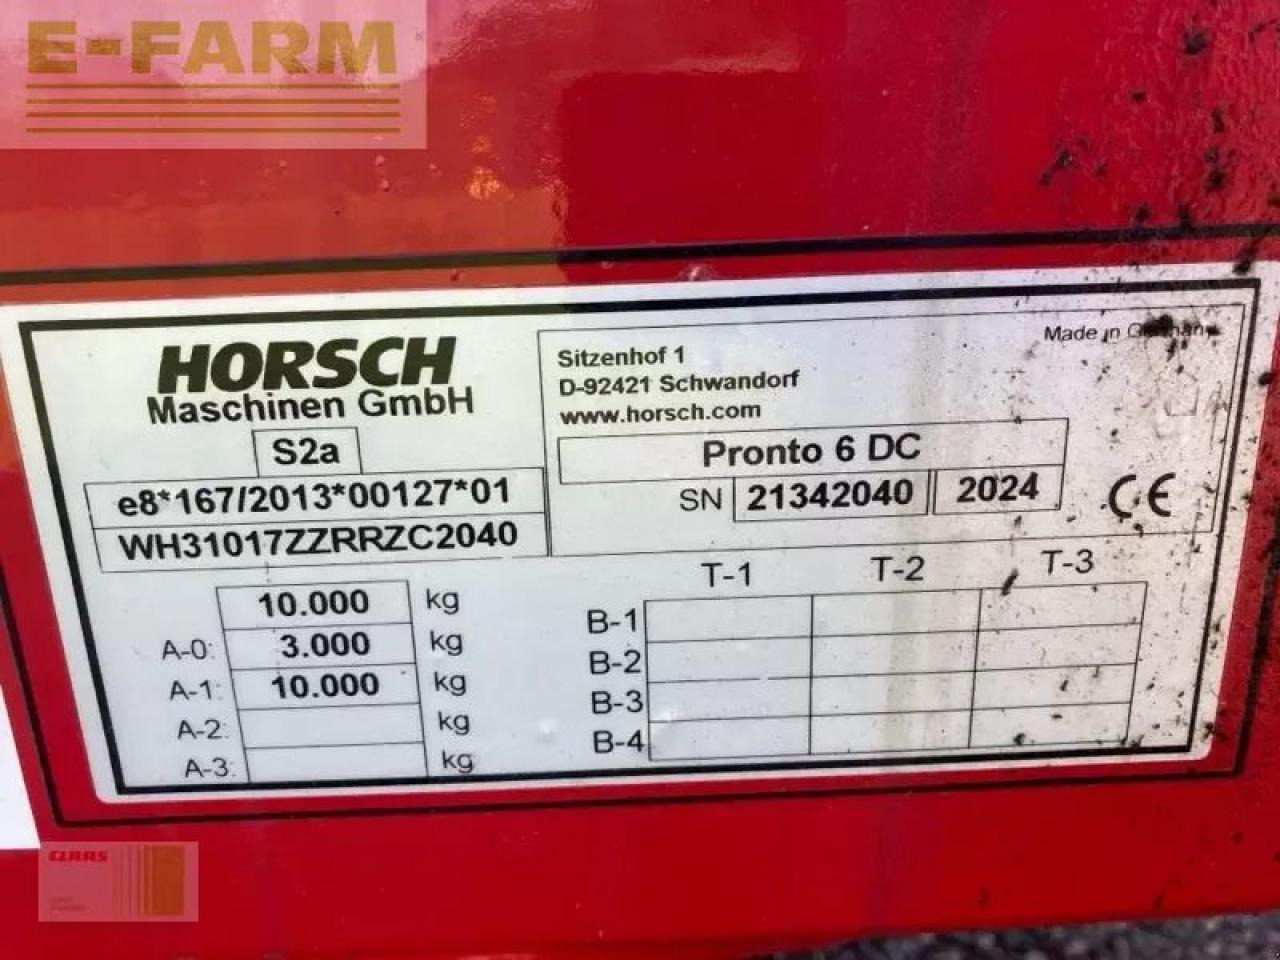 E-FARM
HORSCH
Maschinen GmbH
S2a
e8*167/2013*00127*01
WH31017ZZRRZC2040
Sitzenhof 1
D-92421 Schwandorf
www.horsch.com
Made in Germany
Pronto 6 DC
SN 21342040 2024
CE
10.000 kg
A-0: 3.000 kg
A-1: 10.000 kg
A-2: kg
A-3: kg
T-1 T-2 T-3
B-1
B-2
B-3
B-4
CLAAS